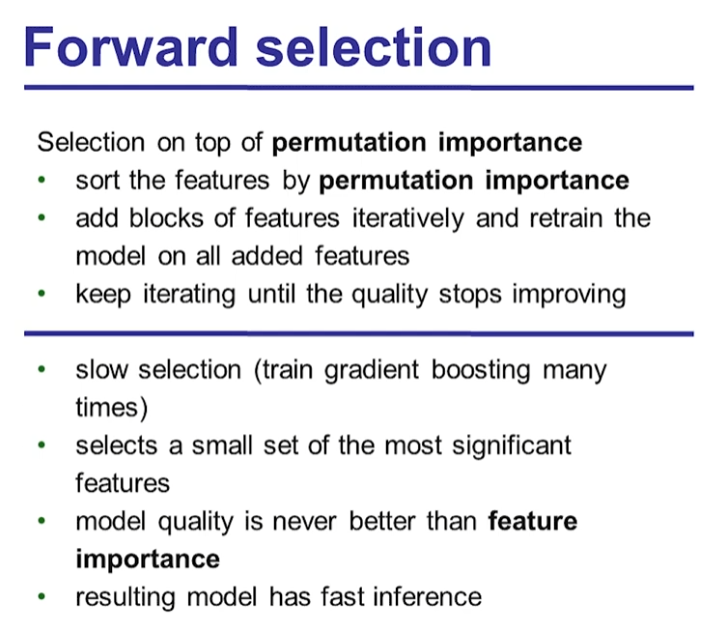 Forward selection
Selection on top of permutation importance
• sort the features by permutation importance
• add blocks of features iteratively and retrain the
model on all added features
• keep iterating until the quality stops improving
• slow selection (train gradient boosting many
times)
• selects a small set of the most significant
features
• model quality is never better than feature
importance
• resulting model has fast inference